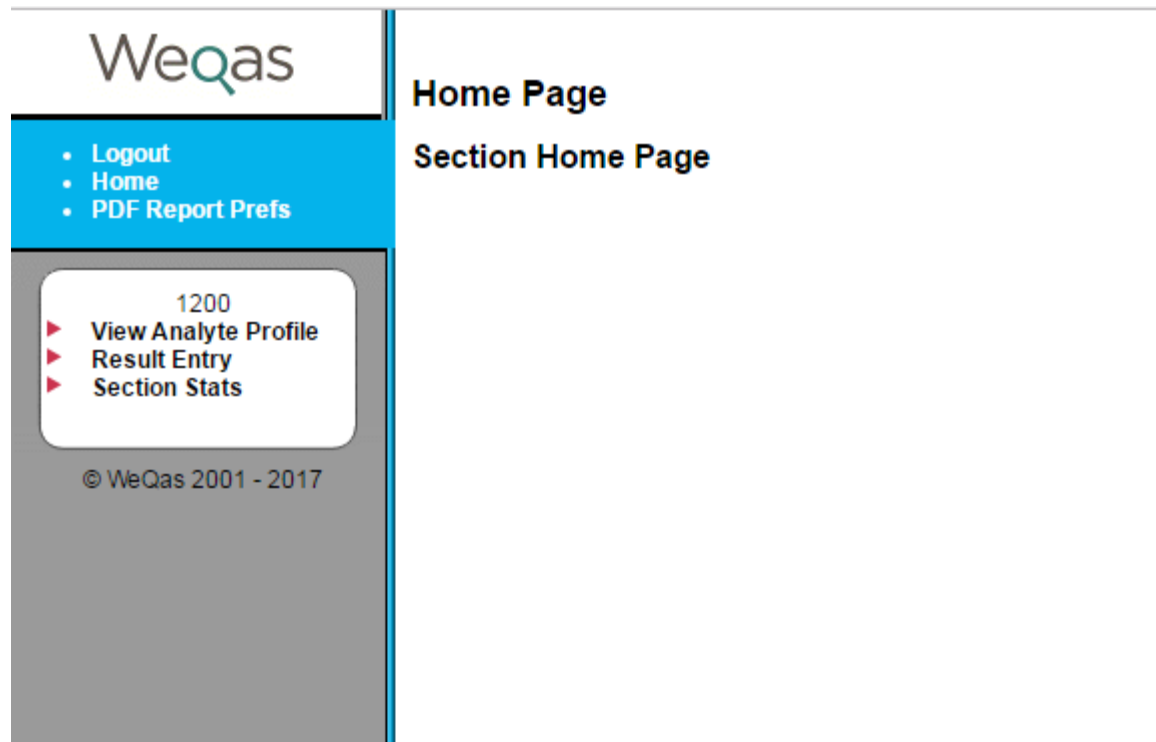 Weqas
Logout
Home
PDF Report Prefs
1200
View Analyte Profile
Result Entry
Section Stats
© WeQas 2001 - 2017
Home Page
Section Home Page